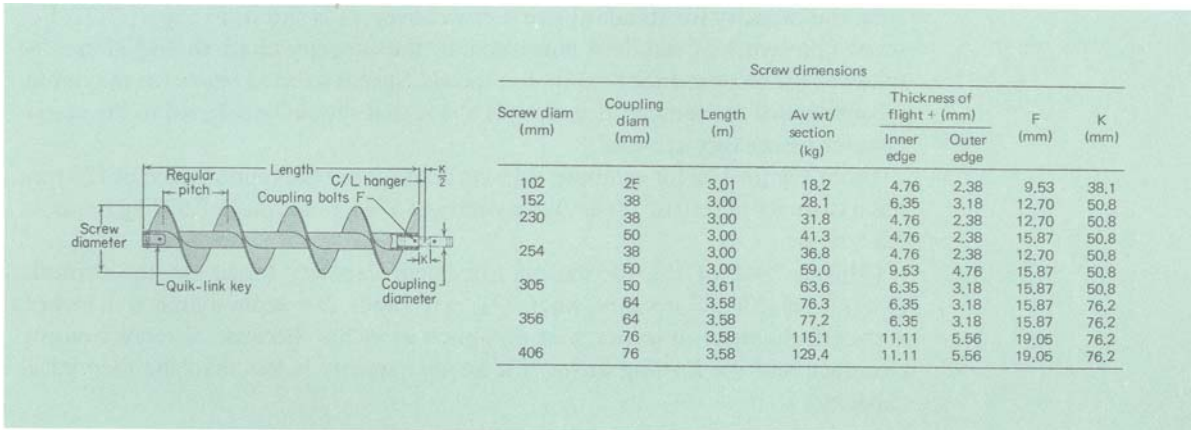 Length
K
2
Regular
pitch
C/L hanger
Coupling bolts F
Screw
diameter
K
Quik-link key
Coupling
diameter
Screw dimensions
Screw diam (mm) Coupling diam (mm) Length (m) Av wt/ section (kg) Thickness of flight + (mm) F (mm) K (mm)
Inner edge Outer edge
102 25 3,01 18,2 4,76 2,38 9,53 38,1
152 38 3,00 28,1 6,35 3,18 12,70 50,8
230 38 3,00 31,8 4,76 2,38 12,70 50,8
50 3,00 41,3 4,76 2,38 15,87 50,8
254 38 3,00 36,8 4,76 2,38 12,70 50,8
50 3,00 59,0 9,53 4,76 15,87 50,8
305 50 3,61 63,6 6,35 3,18 15,87 50,8
64 3,58 76,3 6,35 3,18 15,87 76,2
356 64 3,58 77,2 6,35 3,18 15,87 76,2
76 3,58 115,1 11,11 5,56 19,05 76,2
406 76 3,58 129,4 11,11 5,56 19,05 76,2